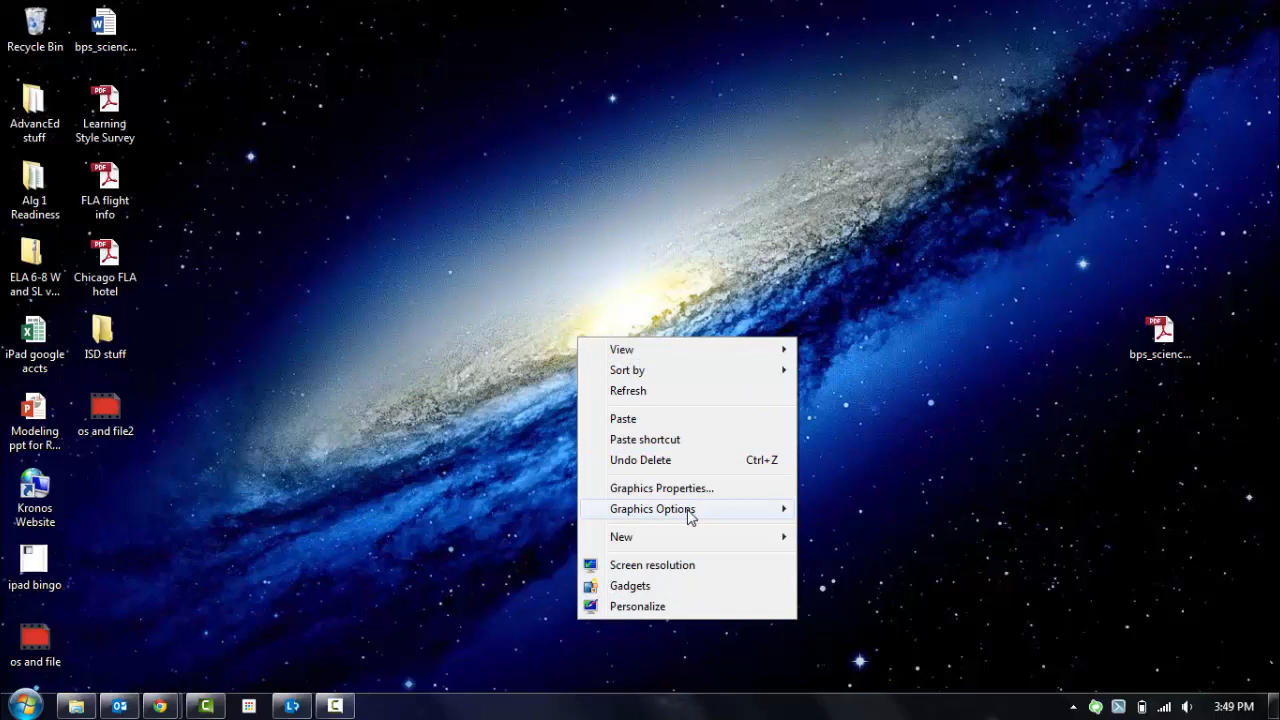 Recycle Bin
bps_scienc...
AdvancEd
stuff
Learning
Style Survey
Alg 1
Readiness
FLA flight
info
ELA 6-8 W
and SL v...
Chicago FLA
hotel
iPad google
accts
ISD stuff
Modeling
ppt for R...
os and file2
Kronos
Website
ipad bingo
os and file
bps_scienc...
View
Sort by
Refresh
Paste
Paste shortcut
Undo Delete Ctrl+Z
Graphics Properties...
Graphics Options
New
Screen resolution
Gadgets
Personalize
3:49 PM